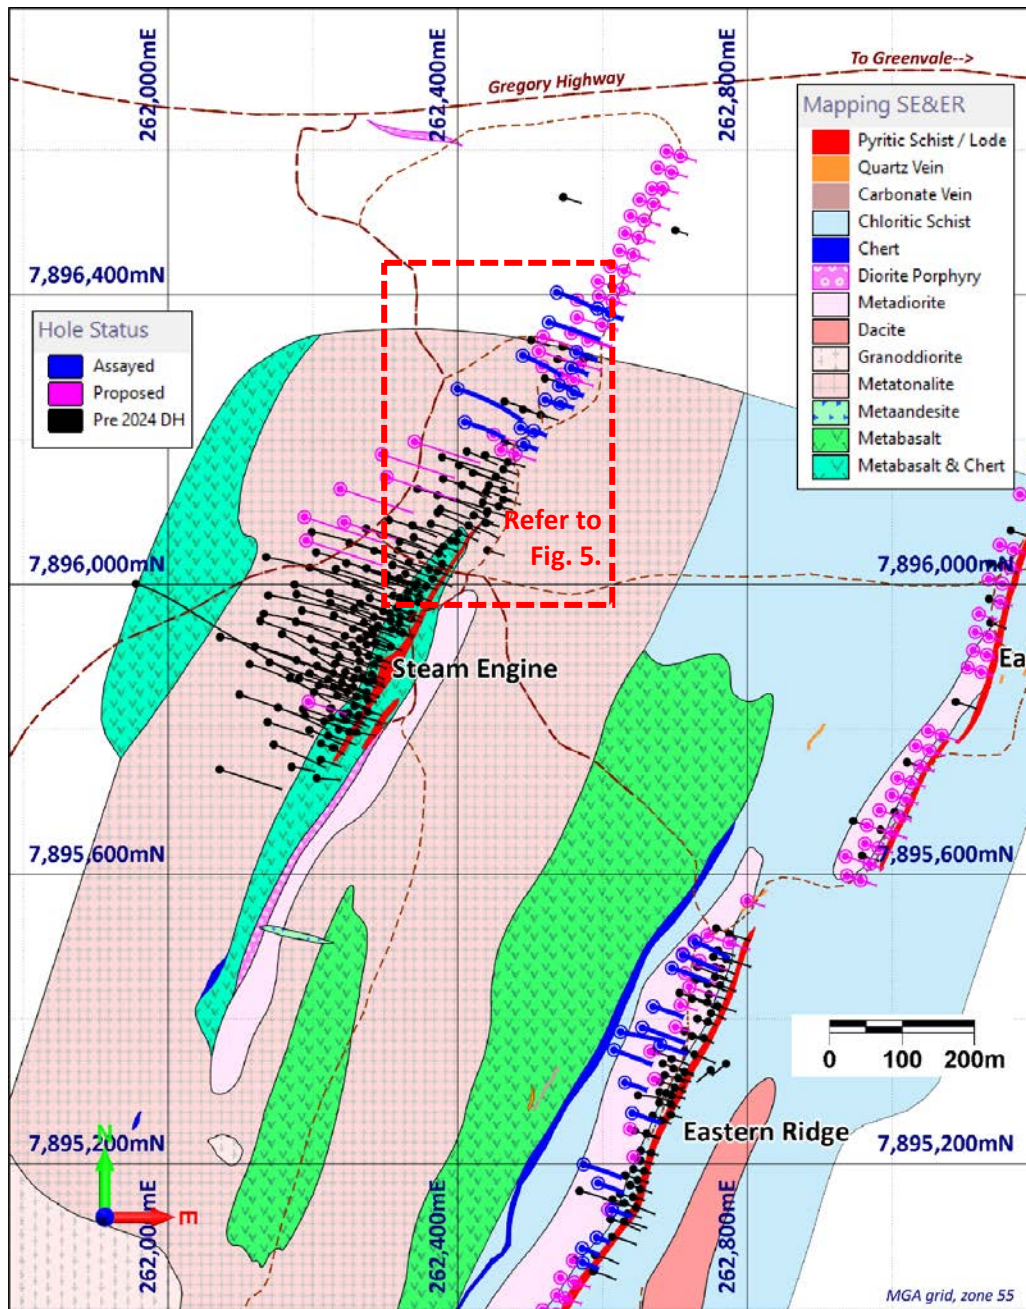 262,000mE
262,400mE
262,800mE
To Greenvale-->
Gregory Highway
Mapping SE&ER
Pyritic Schist / Lode
Quartz Vein
Carbonate Vein
Chloritic Schist
Chert
Diorite Porphyry
Metadiorite
Dacite
Granoddiorite
Metatonalite
Metaandesite
Metabasalt
Metabasalt & Chert
7,896,400mN
Hole Status
Assayed
Proposed
Pre 2024 DH
Refer to
Fig. 5.
7,896,000mN
7,896,000mN
Steam Engine
Ea
7,895,600mN
7,895,600mN
0 100 200m
Eastern Ridge
7,895,200mN
7,895,200mN
N
E
262,000mE
262,400mE
262,800mE
MGA grid, zone 55